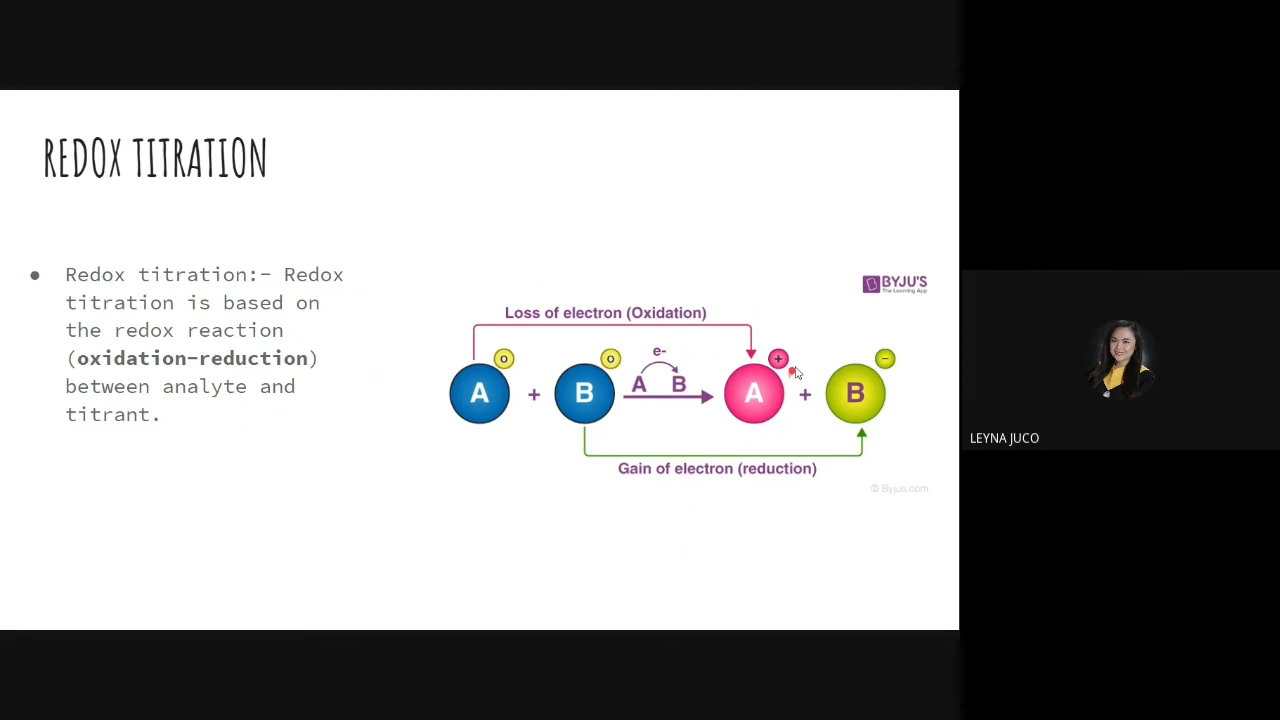 REDOX TITRATION
● Redox titration:- Redox
titration is based on
the redox reaction
(oxidation-reduction)
between analyte and
titrant.
BYJU'S
The Learning App
Loss of electron (Oxidation)
o
o
e-
+
−
A
+
B
A
B
A
+
B
Gain of electron (reduction)
© Byjus.com
LEYNA JUCO